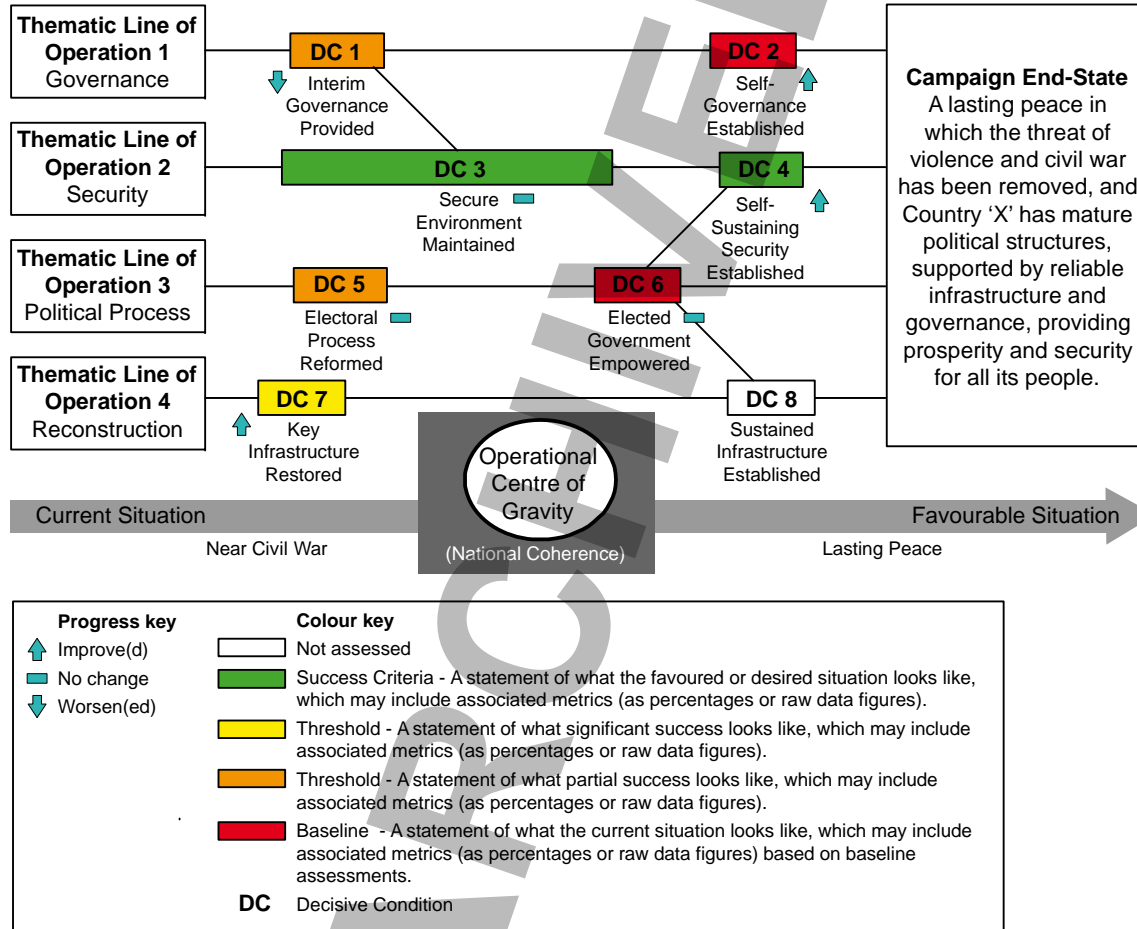 Thematic Line of
Operation 1
Governance
DC 1
Interim
Governance
Provided
DC 2
Self-
Governance
Established
Thematic Line of
Operation 2
Security
DC 3
Secure
Environment
Maintained
DC 4
Self-
Sustaining
Security
Established
Thematic Line of
Operation 3
Political Process
DC 5
Electoral
Process
Reformed
DC 6
Elected
Government
Empowered
Thematic Line of
Operation 4
Reconstruction
DC 7
Key
Infrastructure
Restored
DC 8
Sustained
Infrastructure
Established
Campaign End-State
A lasting peace in
which the threat of
violence and civil war
has been removed, and
Country ‘X’ has mature
political structures,
supported by reliable
infrastructure and
governance, providing
prosperity and security
for all its people.
Operational
Centre of
Gravity
(National Coherence)
Current Situation
Favourable Situation
Near Civil War
Lasting Peace
Progress key
Improve(d)
No change
Worsen(ed)
Colour key
Not assessed
Success Criteria - A statement of what the favoured or desired situation looks like,
which may include associated metrics (as percentages or raw data figures).
Threshold - A statement of what significant success looks like, which may include
associated metrics (as percentages or raw data figures).
Threshold - A statement of what partial success looks like, which may include
associated metrics (as percentages or raw data figures).
Baseline - A statement of what the current situation looks like, which may include
associated metrics (as percentages or raw data figures) based on baseline
assessments.
DC Decisive Condition